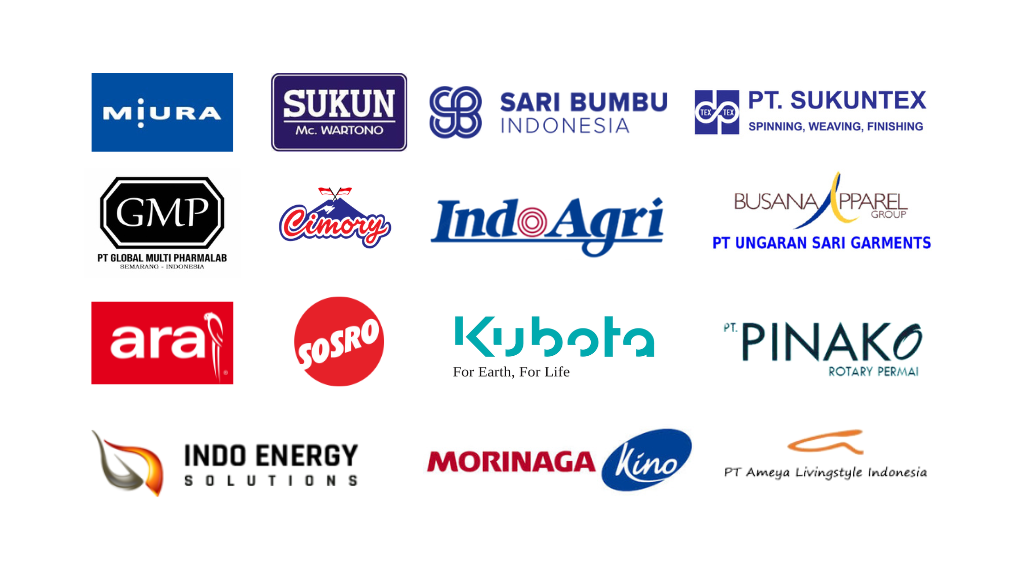 MIURA
SUKUN
Mc. WARTONO
SARI BUMBU
INDONESIA
TEX TEX
PT. SUKUNTEX
SPINNING, WEAVING, FINISHING
GMP
PT GLOBAL MULTI PHARMALAB
SEMARANG - INDONESIA
Cimory
IndoAgri
BUSANA APPAREL
GROUP
PT UNGARAN SARI GARMENTS
ara
®
SOSRO
Kubota
For Earth, For Life
PT. PINAKO
ROTARY PERMAI
INDO ENERGY
SOLUTIONS
MORINAGA Kino
PT Ameya Livingstyle Indonesia